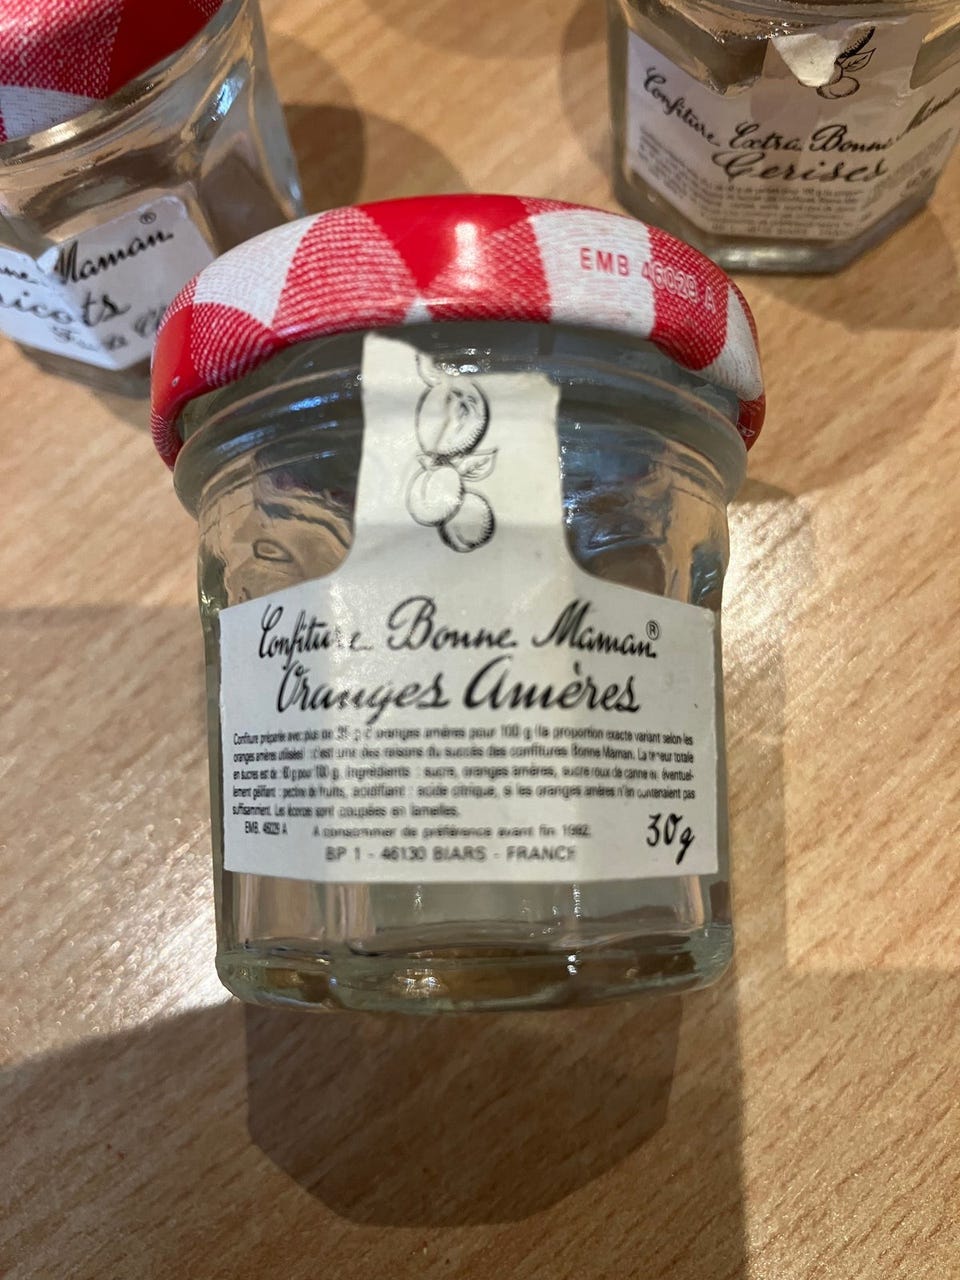 Maman®
Confiture Extra Bonne Maman
Cerises
EMB 46029 A
Confiture Bonne Maman®
Oranges Amères
Confiture préparée avec plus de 35 g d'oranges amères pour 100 g (la proportion exacte variant selon les
oranges amères utilisées) : c'est une des raisons du succès des confitures Bonne Maman. La teneur totale
en sucres est de : 60 g pour 100 g. Ingrédients : sucre, oranges amères, sucre roux de canne et éventuel-
lement gélifiant : pectine de fruits, acidifiant : acide citrique, si les oranges amères n'en contenaient pas
suffisamment. Les écorces sont coupées en lamelles.
EMB. 46029 A A consommer de préférence avant fin 1992.
30g
BP 1 - 46130 BIARS - FRANCE